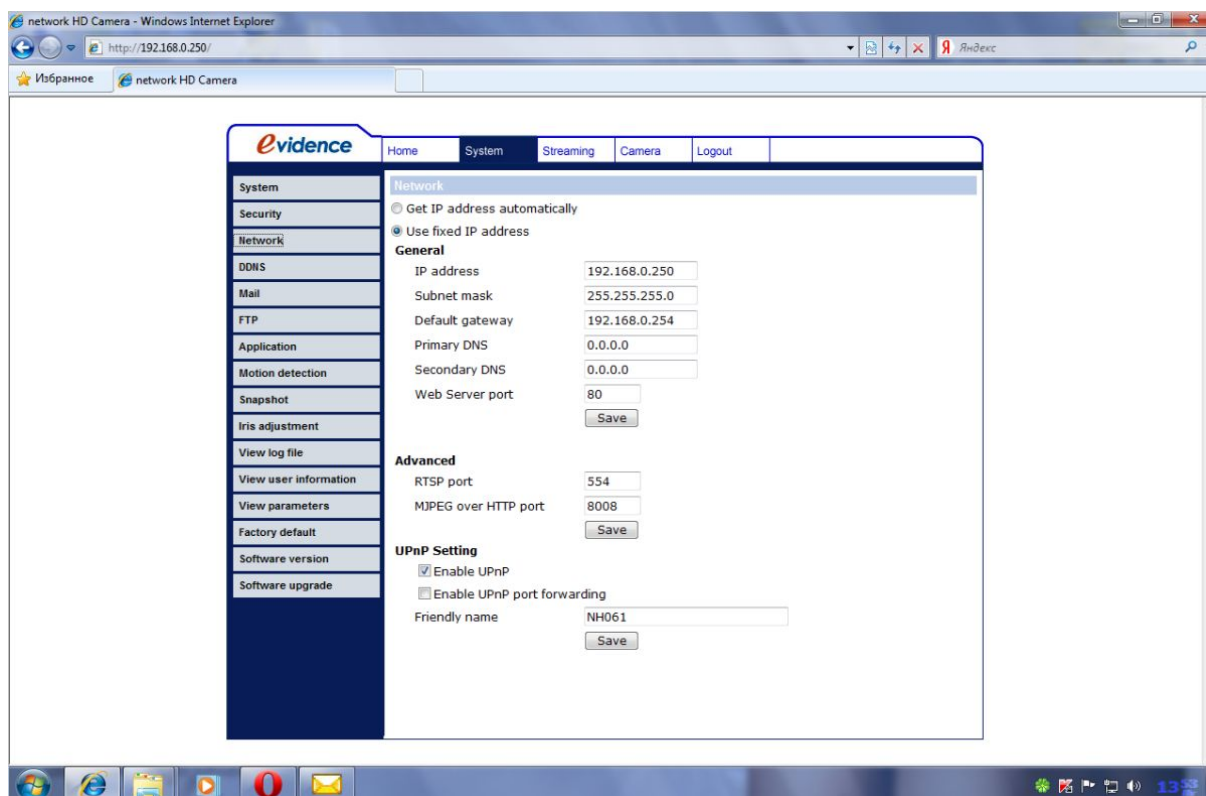 network HD Camera - Windows Internet Explorer
http://192.168.0.250/
Яндекс
Избранное
network HD Camera
evidence
Home System Streaming Camera Logout
System
Security
Network
DDNS
Mail
FTP
Application
Motion detection
Snapshot
Iris adjustment
View log file
View user information
View parameters
Factory default
Software version
Software upgrade
Network
Get IP address automatically
Use fixed IP address
General
IP address 192.168.0.250
Subnet mask 255.255.255.0
Default gateway 192.168.0.254
Primary DNS 0.0.0.0
Secondary DNS 0.0.0.0
Web Server port 80
Save
Advanced
RTSP port 554
MJPEG over HTTP port 8008
Save
UPnP Setting
Enable UPnP
Enable UPnP port forwarding
Friendly name NH061
Save
13:53